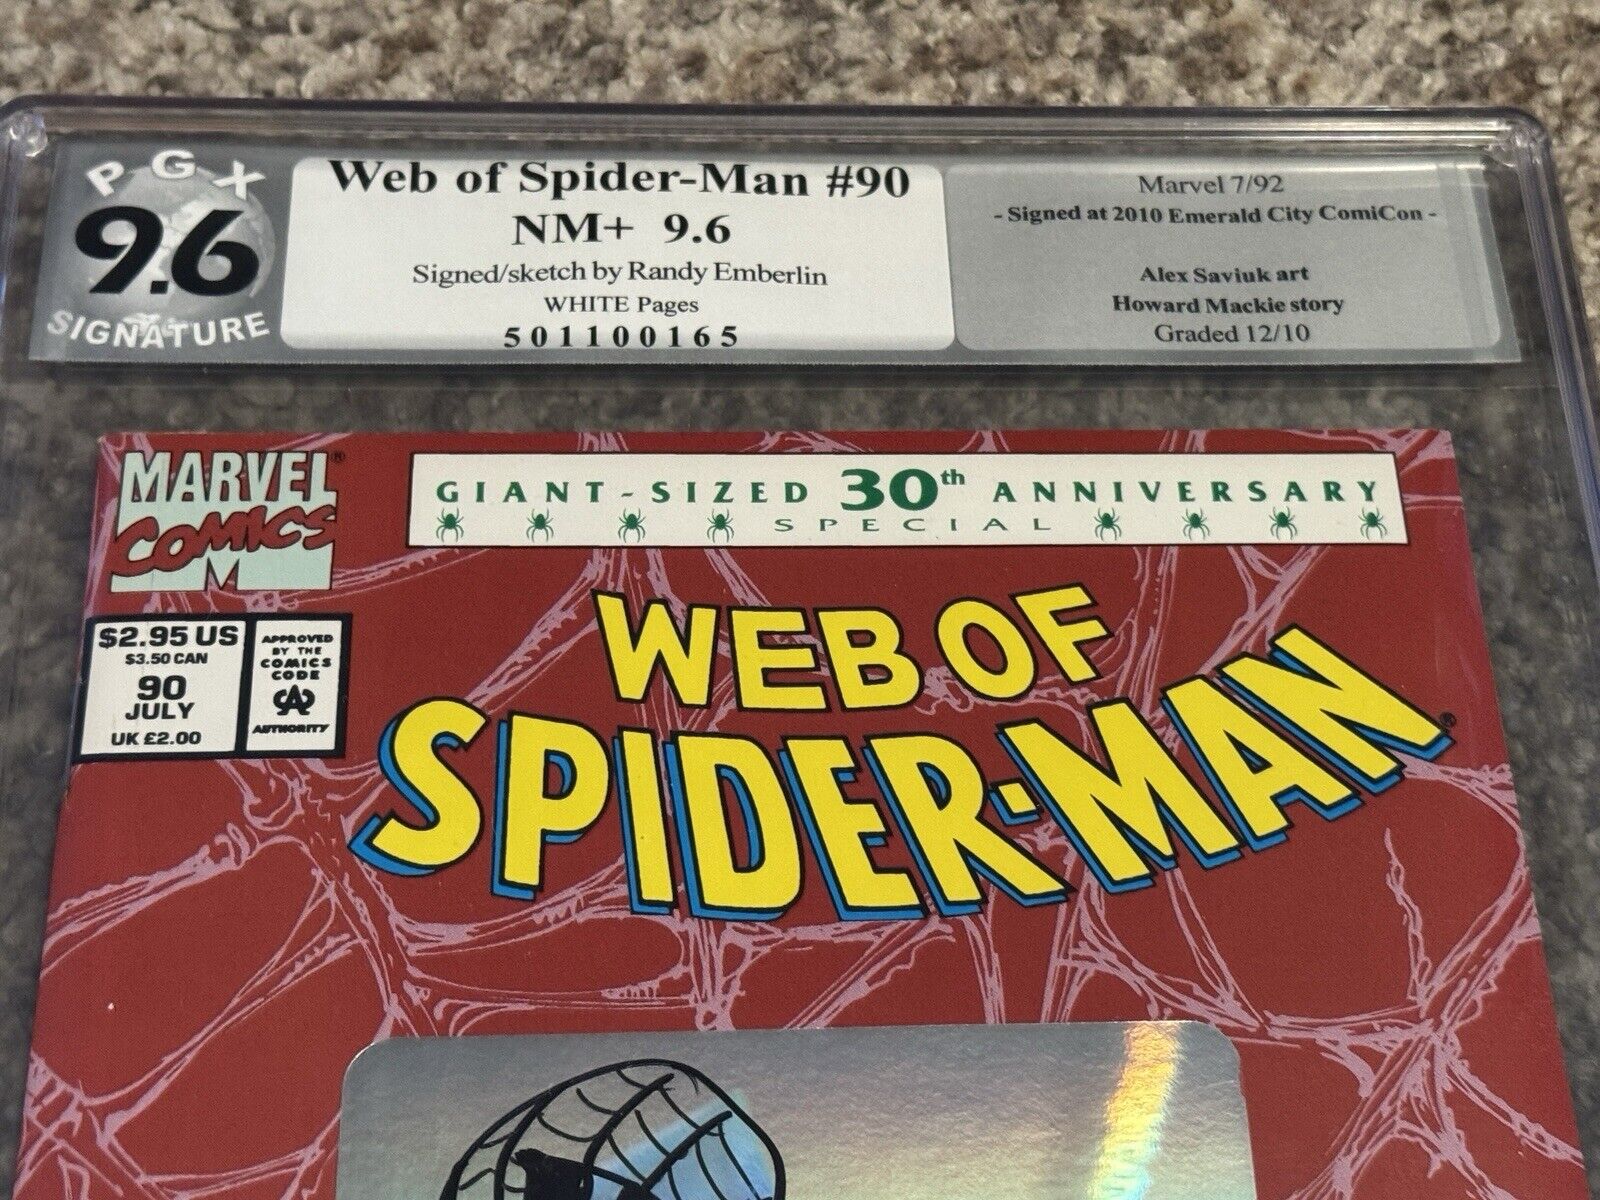 PGX
9.6
SIGNATURE
Web of Spider-Man #90
NM+ 9.6
Signed/sketch by Randy Emberlin
WHITE Pages
501100165
Marvel 7/92
- Signed at 2010 Emerald City ComiCon -
Alex Saviuk art
Howard Mackie story
Graded 12/10
MARVEL®
COMICS
M
GIANT-SIZED 30th ANNIVERSARY
SPECIAL
$2.95 US
$3.50 CAN
90
JULY
UK £2.00
APPROVED
BY THE
COMICS
CODE
CA
AUTHORITY
WEB OF
SPIDER-MAN®